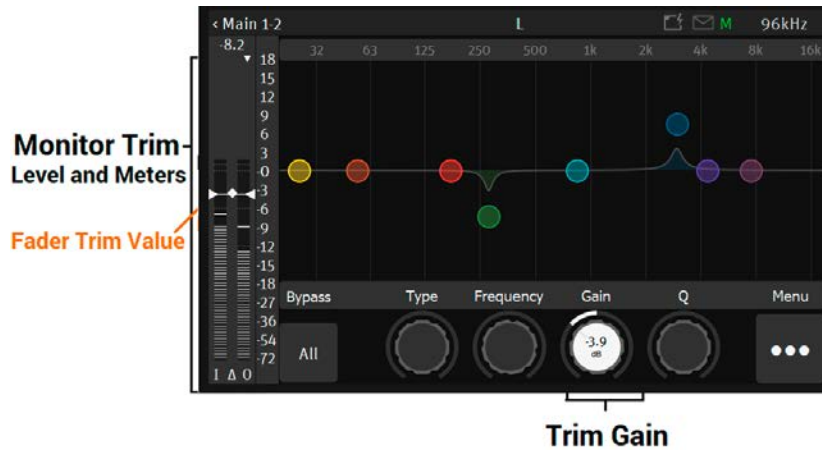 < Main 1-2 L M 96kHz
-8.2
32 63 125 250 500 1k 2k 4k 8k 16k
18
15
12
9
6
3
-0
-3
-6
-9
-12
-15
-18
-27
-36
-54
-72
I Δ O
Monitor Trim
Level and Meters
Fader Trim Value
Bypass Type Frequency Gain Q Menu
All
-3.9
dB
Trim Gain